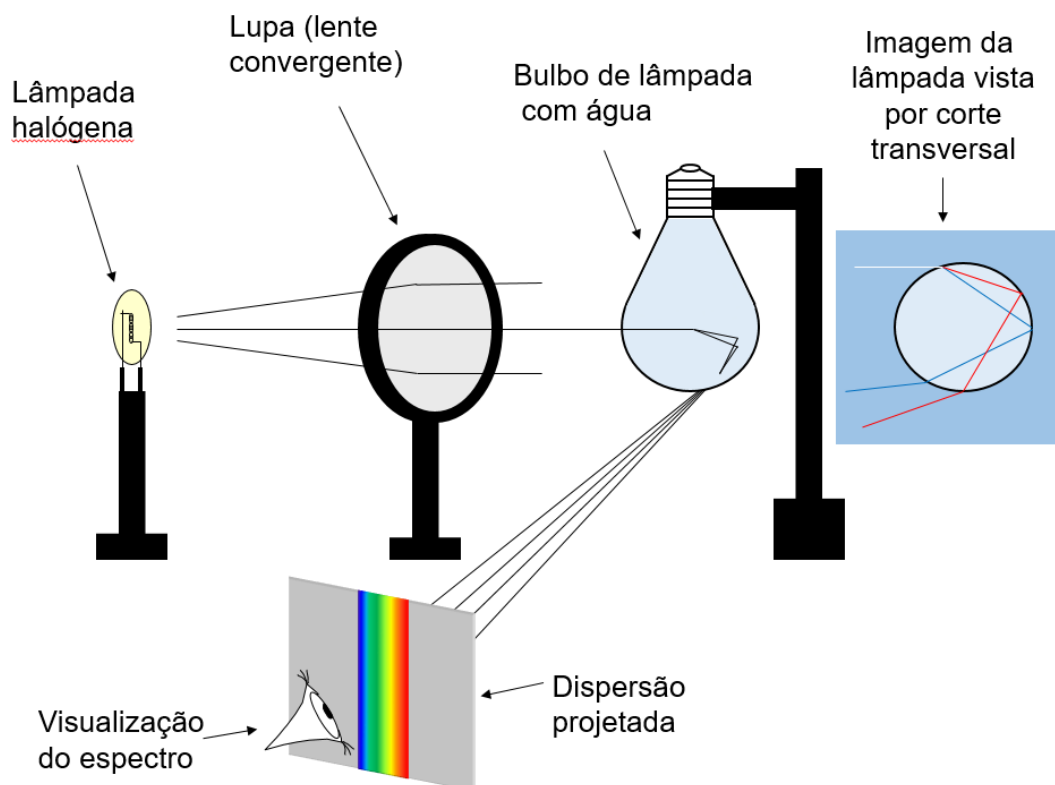 Lâmpada
halógena
Lupa (lente
convergente)
Bulbo de lâmpada
com água
Imagem da
lâmpada vista
por corte
transversal
Visualização
do espectro
Dispersão
projetada